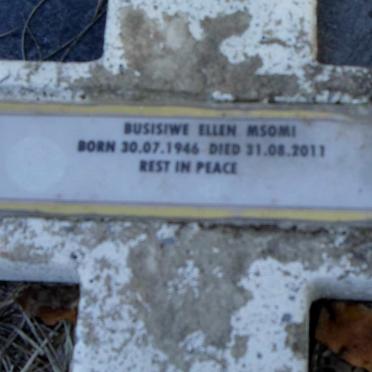 BUSISIWE ELLEN MSOMI
BORN 30.07.1946 DIED 31.08.2011
REST IN PEACE